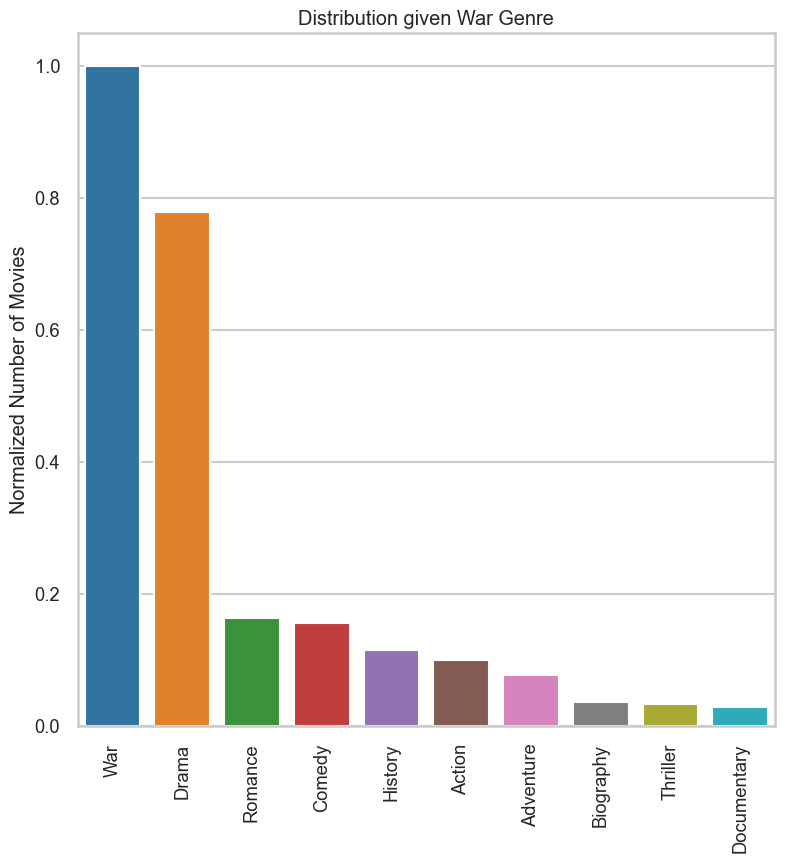 Distribution given War Genre
Normalized Number of Movies
1.0
0.8
0.6
0.4
0.2
0.0
War
Drama
Romance
Comedy
History
Action
Adventure
Biography
Thriller
Documentary